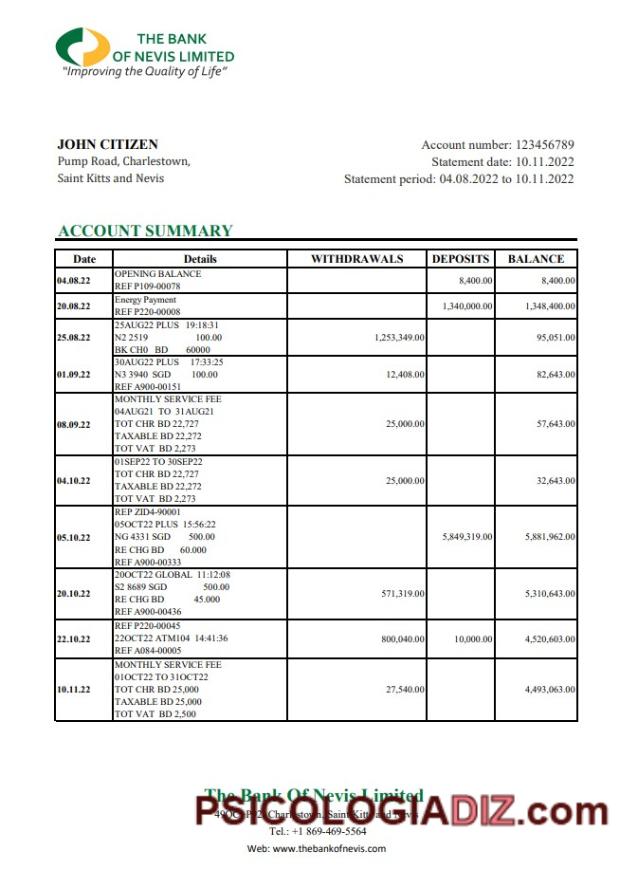 THE BANK
OF NEVIS LIMITED
"Improving the Quality of Life"
JOHN CITIZEN
Pump Road, Charlestown,
Saint Kitts and Nevis
Account number: 123456789
Statement date: 10.11.2022
Statement period: 04.08.2022 to 10.11.2022
ACCOUNT SUMMARY
Date Details WITHDRAWALS DEPOSITS BALANCE
04.08.22 OPENING BALANCE 8,400.00 8,400.00
REF P109-00078
20.08.22 Energy Payment 1,340,000.00 1,348,400.00
REF P220-00008
25AUG22 PLUS 19:18:31
25.08.22 N2 2519 100.00 1,253,349.00 95,051.00
BK CH0 BD 60000
30AUG22 PLUS 17:33:25
01.09.22 N3 3940 SGD 100.00 12,408.00 82,643.00
REF A900-00151
MONTHLY SERVICE FEE
04AUG21 TO 31AUG21
08.09.22 TOT CHR BD 22,727 25,000.00 57,643.00
TAXABLE BD 22,272
TOT VAT BD 2,273
01SEP22 TO 30SEP22
04.10.22 TOT CHR BD 22,727 25,000.00 32,643.00
TAXABLE BD 22,272
TOT VAT BD 2,273
REP ZID4-90001
05OCT22 PLUS 15:56:22
05.10.22 NG 4331 SGD 500.00 5,849,319.00 5,881,962.00
RE CHG BD 60.000
REF A900-00333
20OCT22 GLOBAL 11:12:08
20.10.22 S2 8689 SGD 500.00 571,319.00 5,310,643.00
RE CHG BD 45.000
REF A900-00436
REF P220-00045
22.10.22 22OCT22 ATM104 14:41:36 800,040.00 10,000.00 4,520,603.00
REF A084-00005
MONTHLY SERVICE FEE
01OCT22 TO 31OCT22
10.11.22 TOT CHR BD 25,000 27,540.00 4,493,063.00
TAXABLE BD 25,000
TOT VAT BD 2,500
The Bank Of Nevis Limited
PSICOLOGIADIZ.com
Tel.: +1 869-469-5564
Web: www.thebankofnevis.com